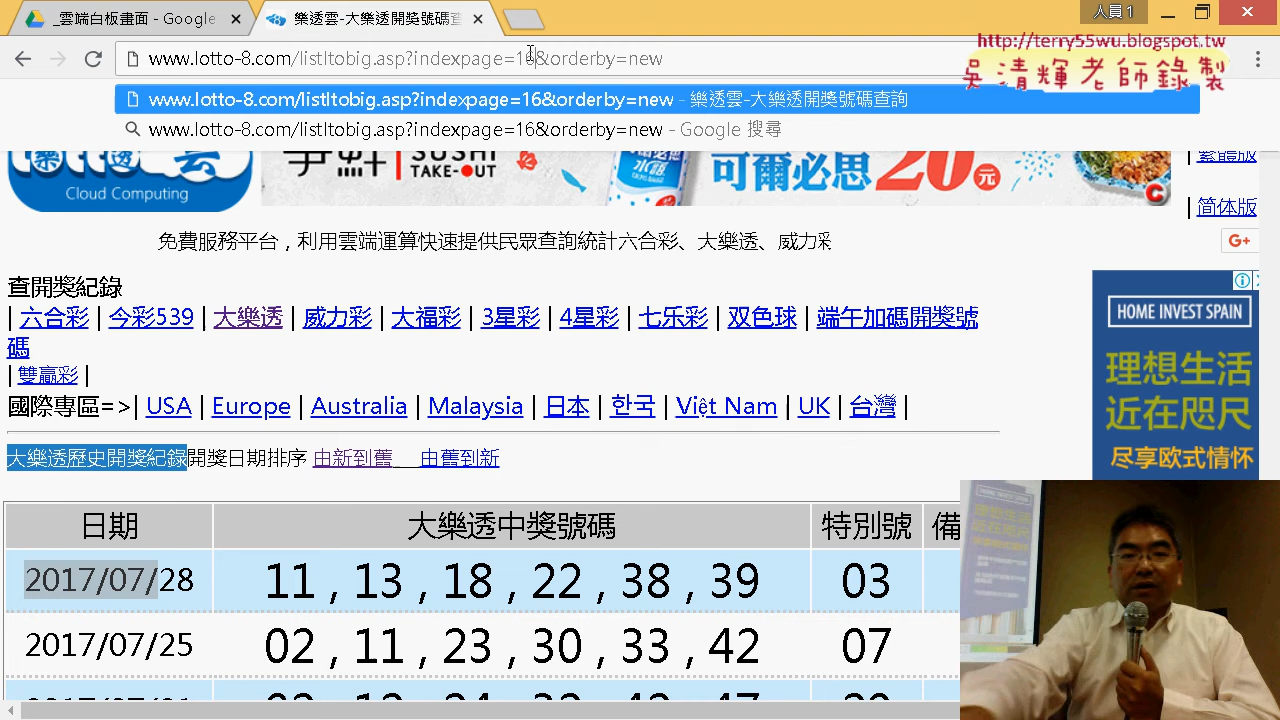 _雲端白板畫面 - Google
樂透雲-大樂透開獎號碼查
人員 1
www.lotto-8.com/listltobig.asp?indexpage=16&orderby=new
http://terry55wu.blogspot.tw
吳清輝老師錄製
www.lotto-8.com/listltobig.asp?indexpage=16&orderby=new - 樂透雲-大樂透開獎號碼查詢
www.lotto-8.com/listltobig.asp?indexpage=16&orderby=new - Google 搜尋
樂透雲
Cloud Computing
爭鮮 SUSHI
TAKE-OUT
可爾必思20元
| 繁體版
| 简体版
G+
免費服務平台，利用雲端運算快速提供民眾查詢統計六合彩、大樂透、威力彩
查開獎紀錄
| 六合彩 | 今彩539 | 大樂透 | 威力彩 | 大福彩 | 3星彩 | 4星彩 | 七乐彩 | 双色球 | 端午加碼開獎號
碼
| 雙贏彩 |
國際專區=>| USA | Europe | Australia | Malaysia | 日本 | 한국 | Việt Nam | UK | 台灣 |
HOME INVEST SPAIN
理想生活
近在咫尺
尽享欧式情怀
大樂透歷史開獎紀錄開獎日期排序 由新到舊 由舊到新
日期 大樂透中獎號碼 特別號 備
2017/07/28 11 , 13 , 18 , 22 , 38 , 39 03
2017/07/25 02 , 11 , 23 , 30 , 33 , 42 07